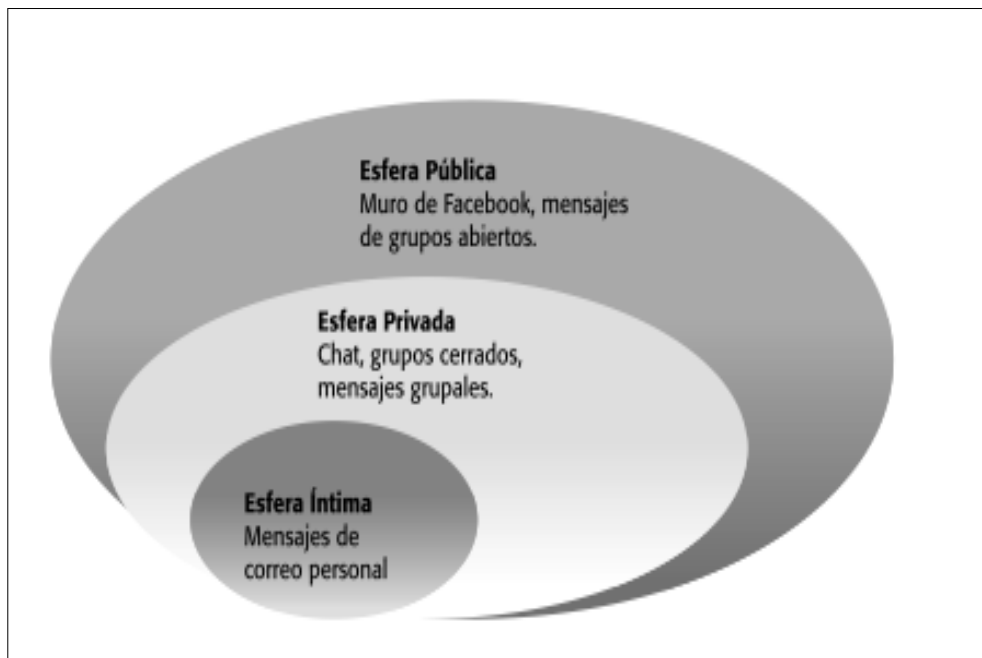 Esfera Pública
Muro de Facebook, mensajes
de grupos abiertos.
Esfera Privada
Chat, grupos cerrados,
mensajes grupales.
Esfera Íntima
Mensajes de
correo personal